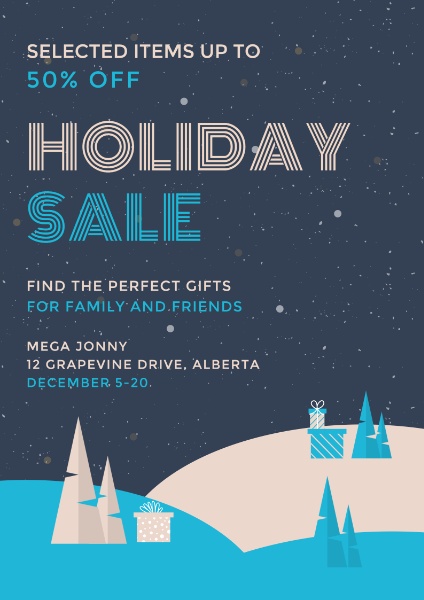 SELECTED ITEMS UP TO
50% OFF
HOLIDAY
SALE
FIND THE PERFECT GIFTS
FOR FAMILY AND FRIENDS
MEGA JONNY
12 GRAPEVINE DRIVE, ALBERTA
DECEMBER 5-20.